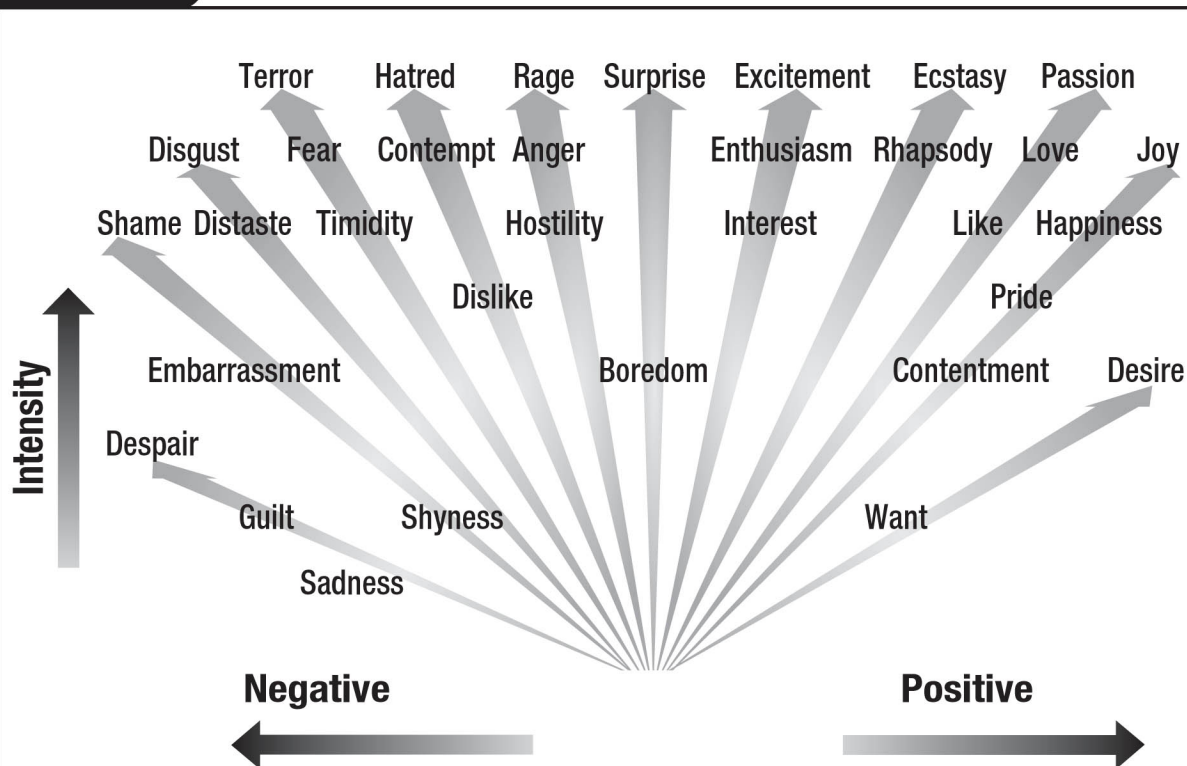 Terror Hatred Rage Surprise Excitement Ecstasy Passion
Disgust Fear Contempt Anger Enthusiasm Rhapsody Love Joy
Shame Distaste Timidity Hostility Interest Like Happiness
Dislike Pride
Embarrassment Boredom Contentment Desire
Despair
Guilt Shyness Want
Sadness
Intensity
Negative Positive